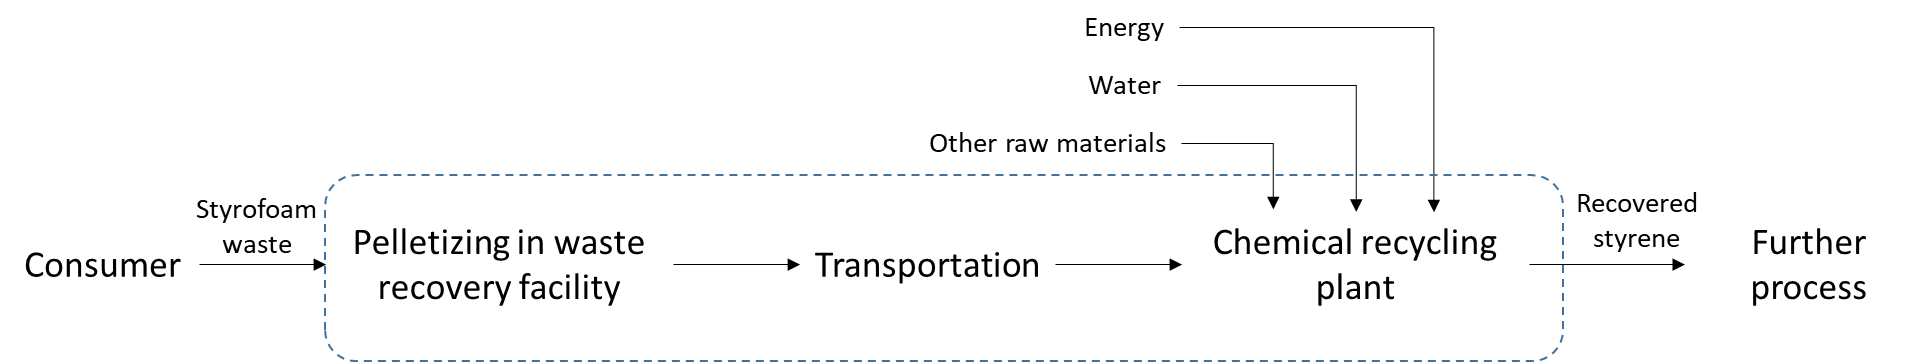 Energy
Water
Other raw materials
Styrofoam
waste
Consumer
Pelletizing in waste
recovery facility
Transportation
Chemical recycling
plant
Recovered
styrene
Further
process